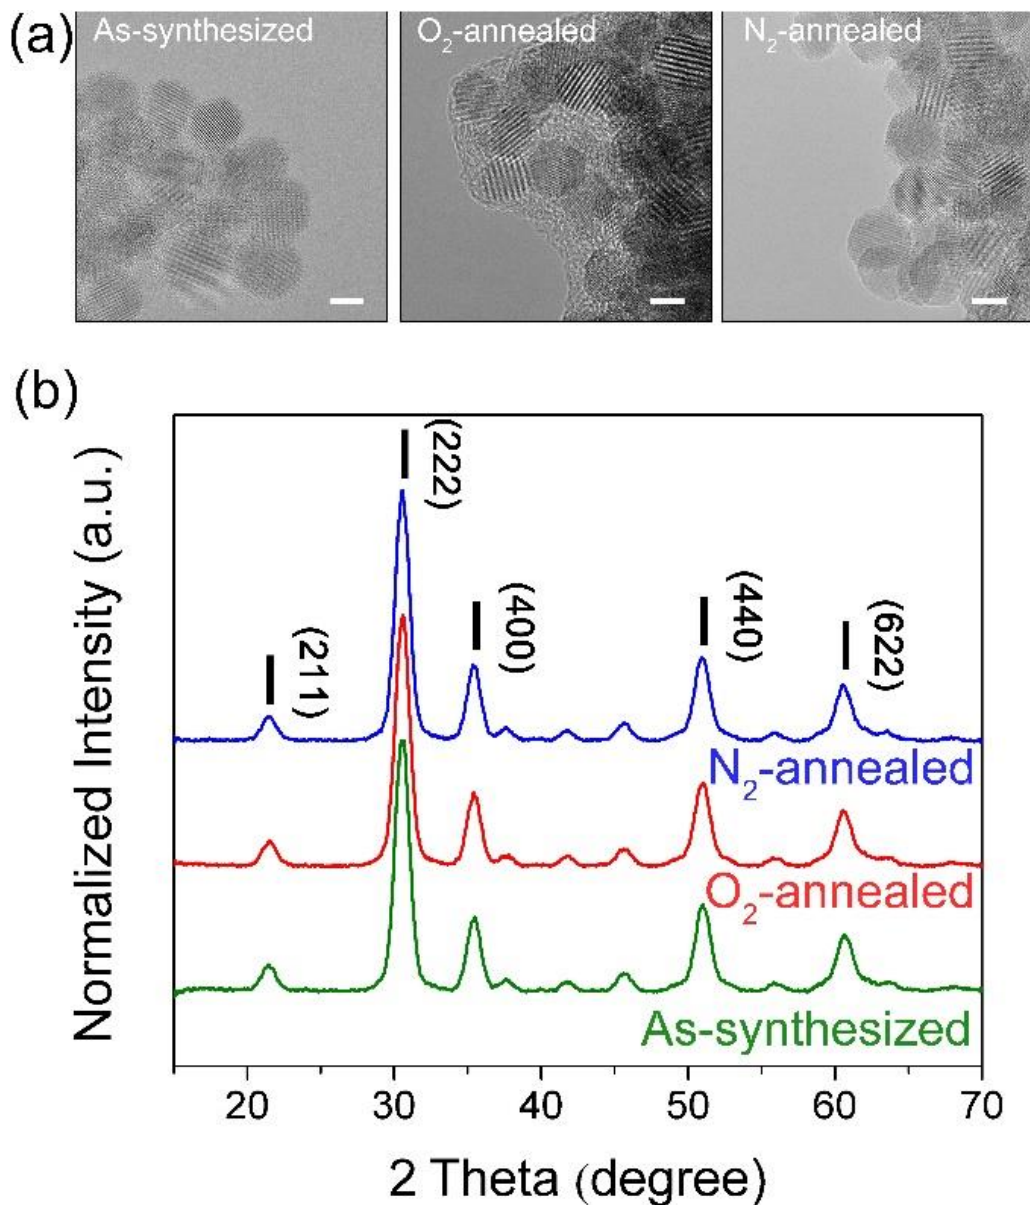 (a)
As-synthesized
O₂-annealed
N₂-annealed
(b)
Normalized Intensity (a.u.)
(211)
(222)
(400)
(440)
(622)
N₂-annealed
O₂-annealed
As-synthesized
20 30 40 50 60 70
2 Theta (degree)